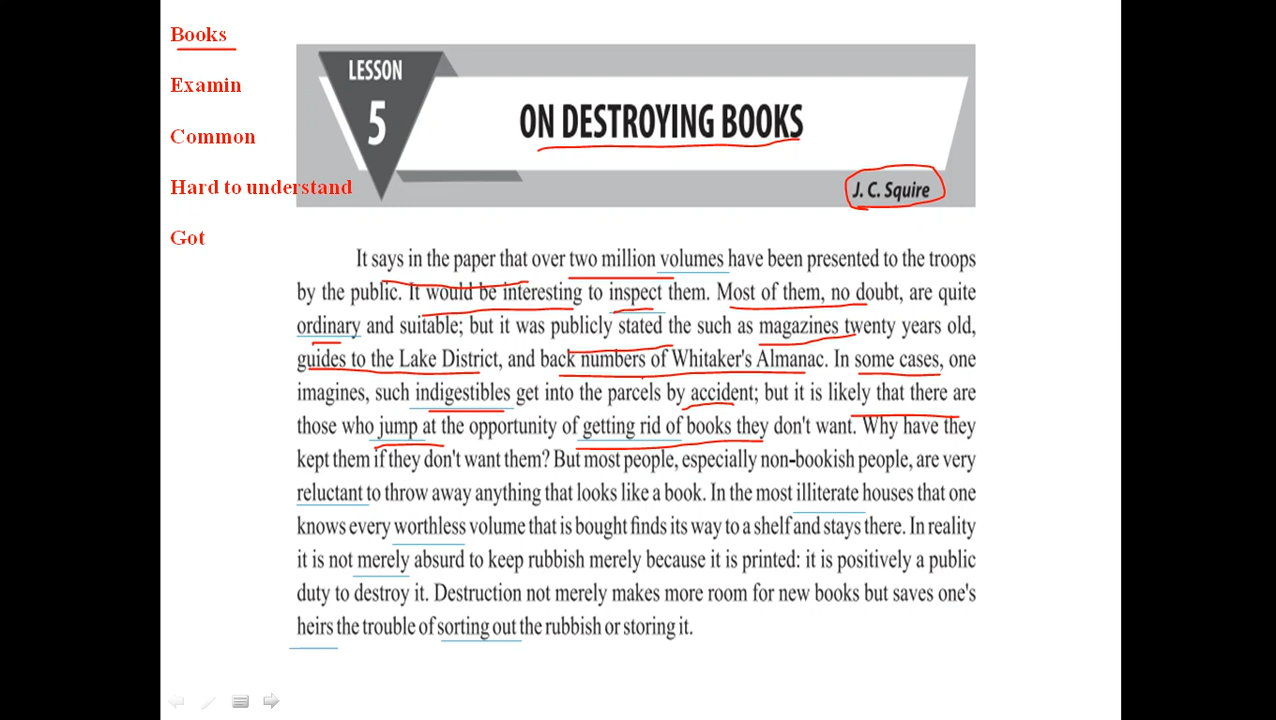 Books
Examin
Common
Hard to understand
Got
LESSON
5
ON DESTROYING BOOKS
J. C. Squire
It says in the paper that over two million volumes have been presented to the troops
by the public. It would be interesting to inspect them. Most of them, no doubt, are quite
ordinary and suitable; but it was publicly stated the such as magazines twenty years old,
guides to the Lake District, and back numbers of Whitaker's Almanac. In some cases, one
imagines, such indigestibles get into the parcels by accident; but it is likely that there are
those who jump at the opportunity of getting rid of books they don't want. Why have they
kept them if they don't want them? But most people, especially non-bookish people, are very
reluctant to throw away anything that looks like a book. In the most illiterate houses that one
knows every worthless volume that is bought finds its way to a shelf and stays there. In reality
it is not merely absurd to keep rubbish merely because it is printed: it is positively a public
duty to destroy it. Destruction not merely makes more room for new books but saves one's
heirs the trouble of sorting out the rubbish or storing it.